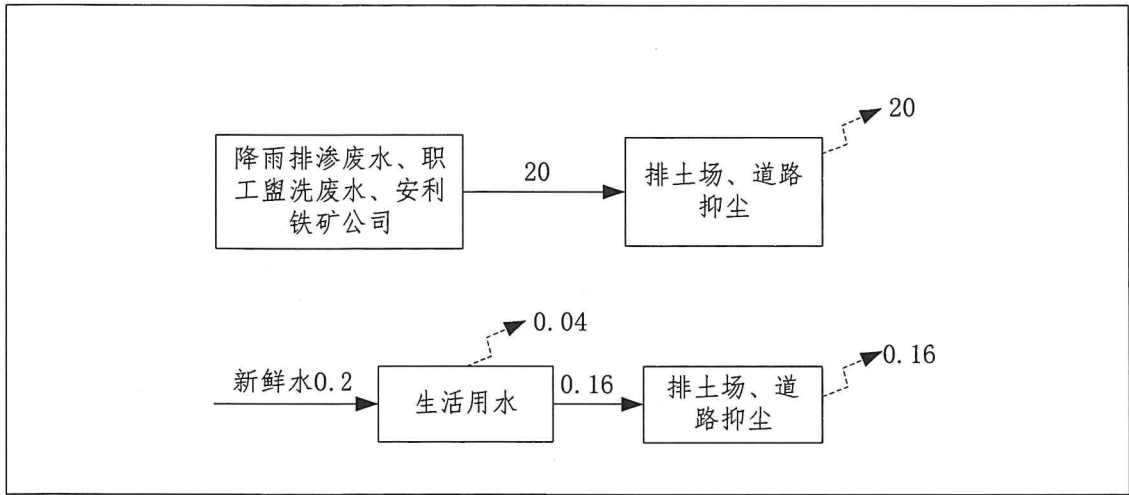 20
降雨排渗废水、职
工盥洗废水、安利
铁矿公司
20
排土场、道路
抑尘
0.04
0.16
新鲜水0.2
生活用水
0.16
排土场、道
路抑尘